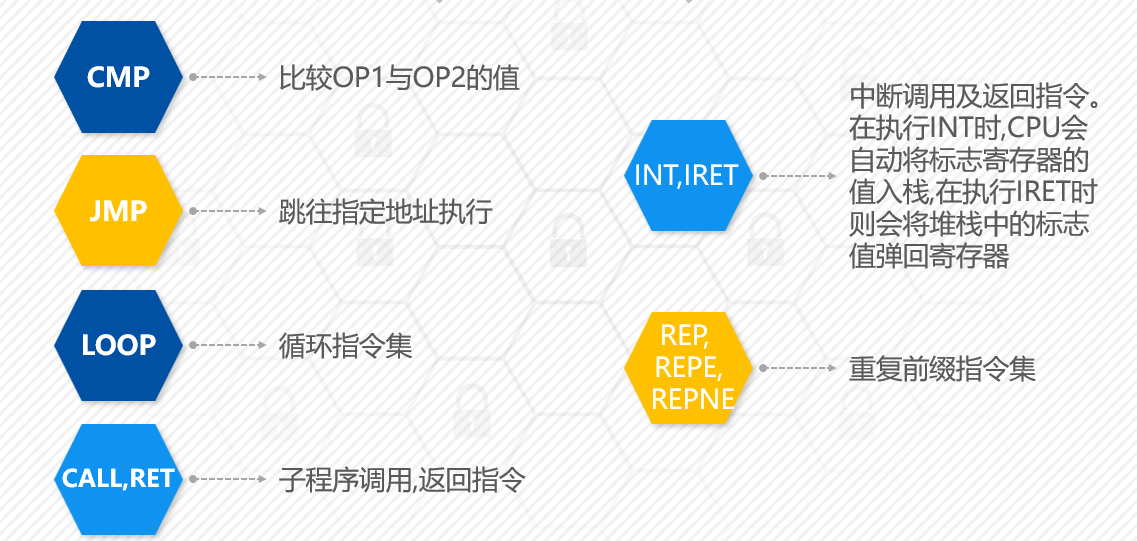 CMP
比较OP1与OP2的值
JMP
跳往指定地址执行
LOOP
循环指令集
CALL,RET
子程序调用,返回指令
INT,IRET
中断调用及返回指令。
在执行INT时,CPU会
自动将标志寄存器的
值入栈,在执行IRET时
则会将堆栈中的标志
值弹回寄存器
REP,
REPE,
REPNE
重复前缀指令集